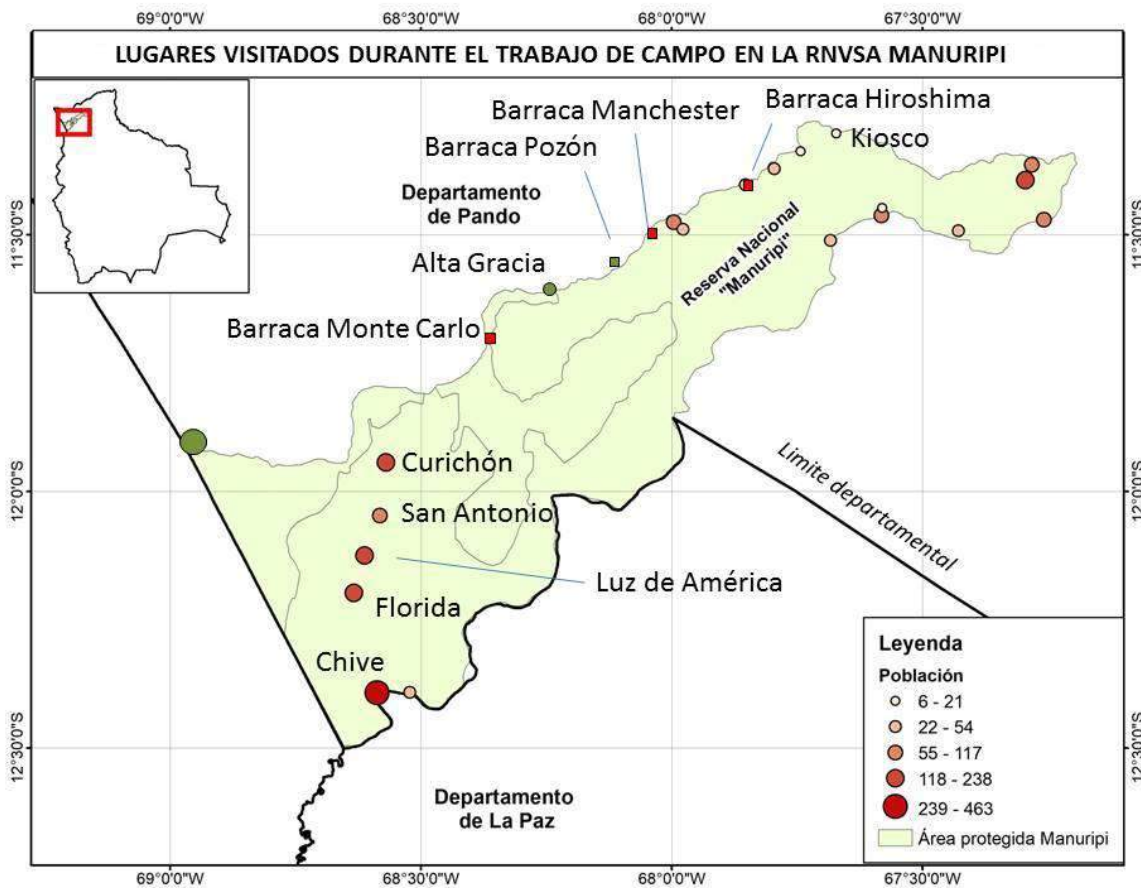 69°0'0"W
68°30'0"W
68°0'0"W
67°30'0"W
LUGARES VISITADOS DURANTE EL TRABAJO DE CAMPO EN LA RNVSA MANURIPI
Barraca Manchester
Barraca Hiroshima
Barraca Pozón
Kiosco
Departamento
de Pando
11°30'0"S
11°30'0"S
Alta Gracia
Reserva Nacional
"Manuripi"
Barraca Monte Carlo
Curichón
12°0'0"S
12°0'0"S
San Antonio
Limite departamental
Luz de América
Florida
Chive
Leyenda
Población
6 - 21
22 - 54
55 - 117
118 - 238
239 - 463
Área protegida Manuripi
12°30'0"S
12°30'0"S
Departamento
de La Paz
69°0'0"W
68°30'0"W
68°0'0"W
67°30'0"W